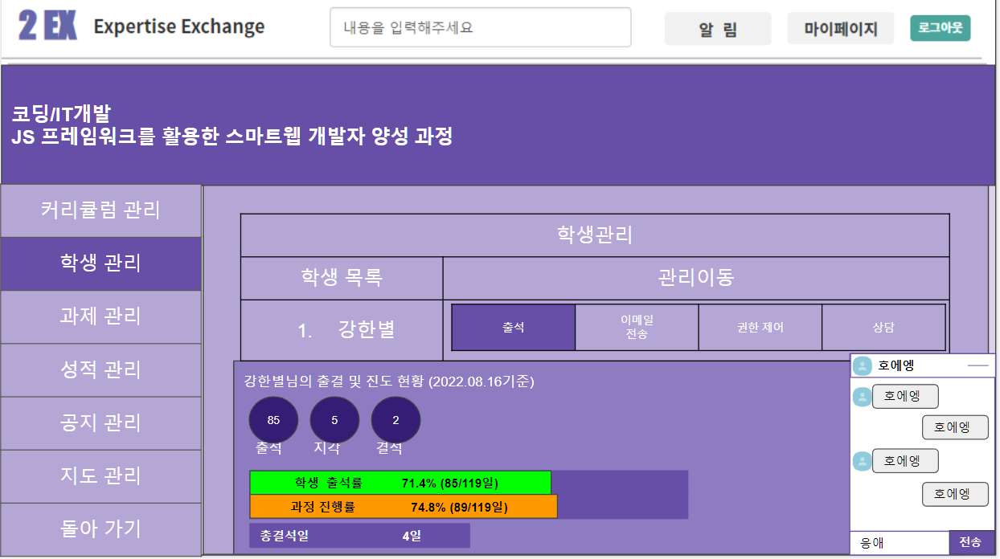 2 EX Expertise Exchange 내용을 입력해주세요 알 림 마이페이지 로그아웃
코딩/IT개발
JS 프레임워크를 활용한 스마트웹 개발자 양성 과정
커리큘럼 관리
학생 관리
과제 관리
성적 관리
공지 관리
지도 관리
돌아 가기
학생관리
학생 목록 관리이동
1. 강한별 출석 이메일 전송 권한 제어 상담
강한별님의 출결 및 진도 현황 (2022.08.16기준)
85 5 2
출석 지각 결석
학생 출석률 71.4% (85/119일)
과정 진행률 74.8% (89/119일)
총결석일 4일
호에엥
호에엥
호에엥
호에엥
호에엥
응애 전송